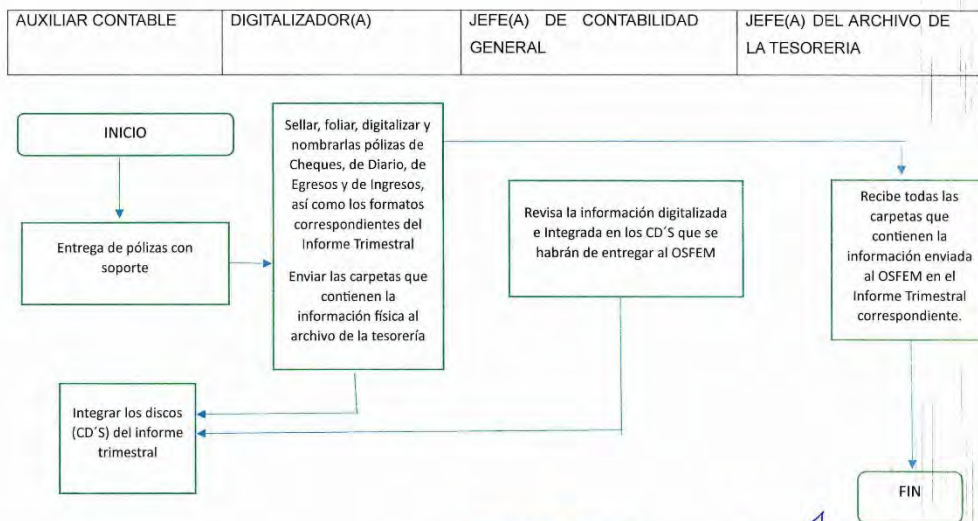 AUXILIAR CONTABLE
DIGITALIZADOR(A)
JEFE(A) DE CONTABILIDAD
GENERAL
JEFE(A) DEL ARCHIVO DE
LA TESORERIA
INICIO
Entrega de pólizas con
soporte
Sellar, foliar, digitalizar y
nombrarlas pólizas de
Cheques, de Diario, de
Egresos y de Ingresos,
así como los formatos
correspondientes del
Informe Trimestral
Enviar las carpetas que
contienen la
información física al
archivo de la tesorería
Revisa la información digitalizada
e Integrada en los CD´S que se
habrán de entregar al OSFEM
Recibe todas las
carpetas que
contienen la
información enviada
al OSFEM en el
Informe Trimestral
correspondiente.
Integrar los discos
(CD´S) del informe
trimestral
FIN